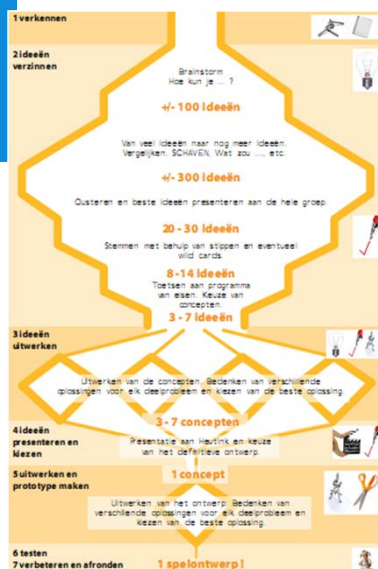 1 verkennen
2 ideeën
verzinnen
Brainstorm
Hoe kun je ... ?
+/- 100 ideeën
Van veel ideeën naar nog meer ideeën.
Vergelijken, SCHAVEN, Wat zou ...., etc.
+/- 300 ideeën
Clusteren en beste ideeën presenteren aan de hele groep.
20 - 30 ideeën
Stemmen met behulp van stippen en eventueel
wild cards.
8 - 14 ideeën
Toetsen aan programma
van eisen. Keuze van
concepten.
3 - 7 ideeën
3 ideeën
uitwerken
Uitwerken van de concepten. Bedenken van verschillende
oplossingen voor elk deelprobleem en kiezen van de beste oplossing.
3 - 7 concepten
4 ideeën
presenteren en
kiezen
Presentatie aan Heutink en keuze
van het definitieve ontwerp.
5 uitwerken en
prototype maken
1 concept
Uitwerken van het ontwerp. Bedenken van
verschillende oplossingen voor elk deelprobleem en
kiezen van de beste oplossing.
6 testen
7 verbeteren en afronden
1 spelontwerp !